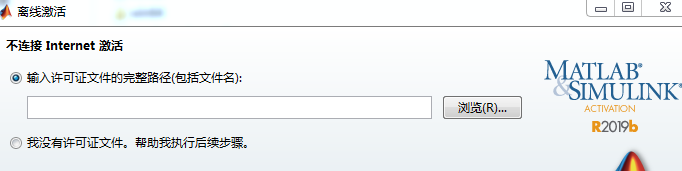 离线激活
不连接 Internet 激活
输入许可证文件的完整路径(包括文件名):
浏览(R)...
我没有许可证文件。帮助我执行后续步骤。
MATLAB®
&SIMULINK®
ACTIVATION
R2019b